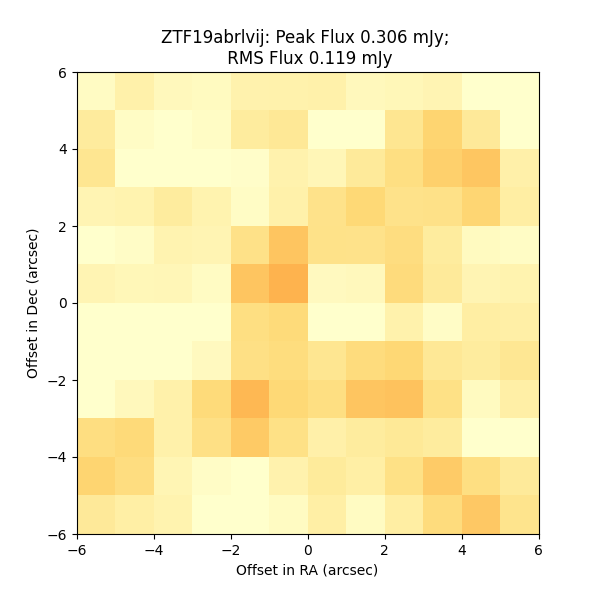 ZTF19abrlvij: Peak Flux 0.306 mJy;
RMS Flux 0.119 mJy
6
4
2
0
−2
−4
−6
Offset in Dec (arcsec)
−6 −4 −2 0 2 4 6
Offset in RA (arcsec)